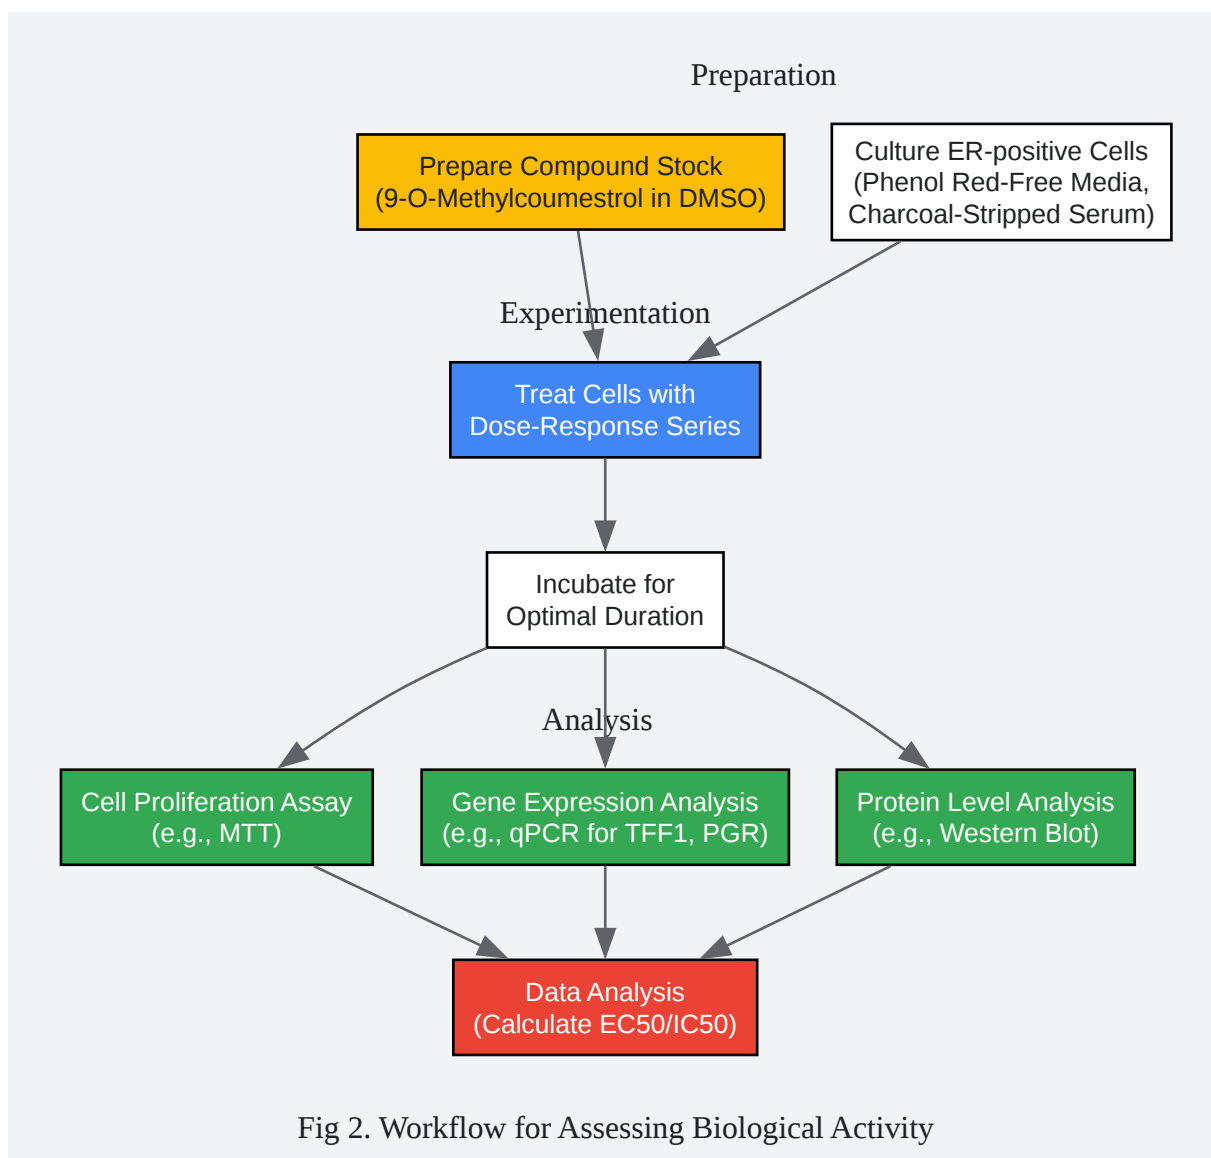 Preparation
Prepare Compound Stock
(9-O-Methylcoumestrol in DMSO)
Culture ER-positive Cells
(Phenol Red-Free Media,
Charcoal-Stripped Serum)
Experimentation
Treat Cells with
Dose-Response Series
Incubate for
Optimal Duration
Analysis
Cell Proliferation Assay
(e.g., MTT)
Gene Expression Analysis
(e.g., qPCR for TFF1, PGR)
Protein Level Analysis
(e.g., Western Blot)
Data Analysis
(Calculate EC50/IC50)
Fig 2. Workflow for Assessing Biological Activity